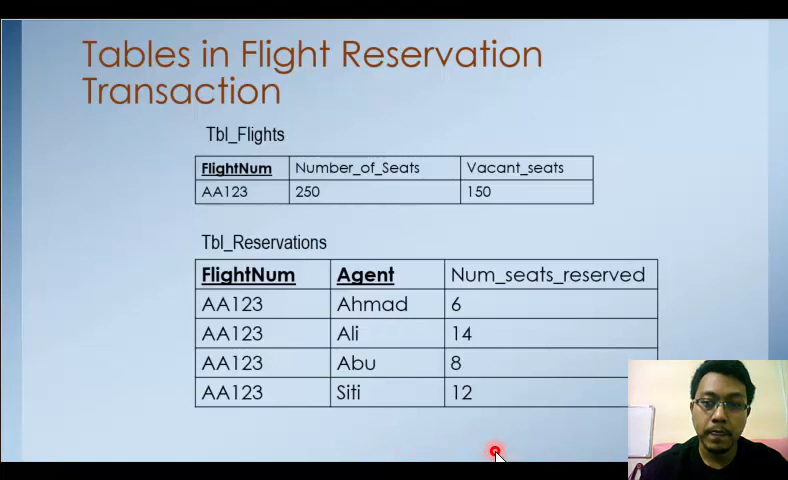 Tables in Flight Reservation
Transaction
Tbl_Flights
FlightNum Number_of_Seats Vacant_seats
AA123 250 150
Tbl_Reservations
FlightNum Agent Num_seats_reserved
AA123 Ahmad 6
AA123 Ali 14
AA123 Abu 8
AA123 Siti 12